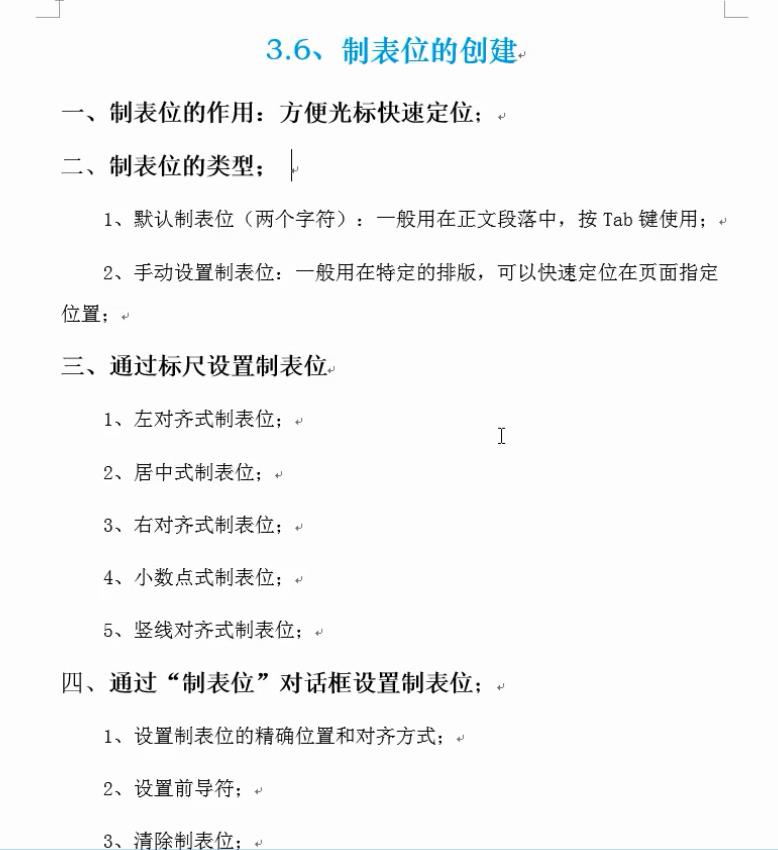 3.6、制表位的创建
一、制表位的作用：方便光标快速定位；
二、制表位的类型；
1、默认制表位（两个字符）：一般用在正文段落中，按 Tab 键使用；
2、手动设置制表位：一般用在特定的排版，可以快速定位在页面指定
位置；
三、通过标尺设置制表位
1、左对齐式制表位；
2、居中式制表位；
3、右对齐式制表位；
4、小数点式制表位；
5、竖线对齐式制表位；
四、通过“制表位”对话框设置制表位；
1、设置制表位的精确位置和对齐方式；
2、设置前导符；
3、清除制表位；